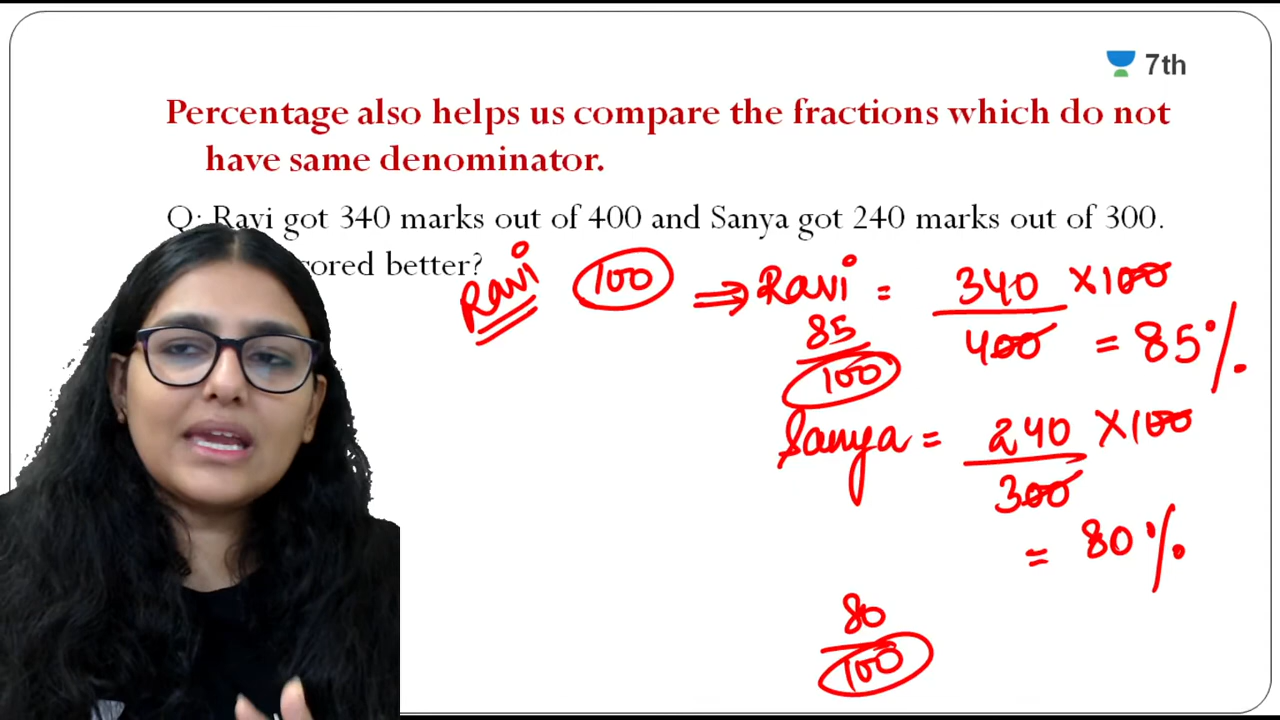 7th
Percentage also helps us compare the fractions which do not
have same denominator.
Q: Ravi got 340 marks out of 400 and Sanya got 240 marks out of 300.
scored better?
Ravi 100 ⇒ Ravi = 340/400 ×100
85/100 = 85%
Sanya = 240/300 ×100
= 80%
80/100